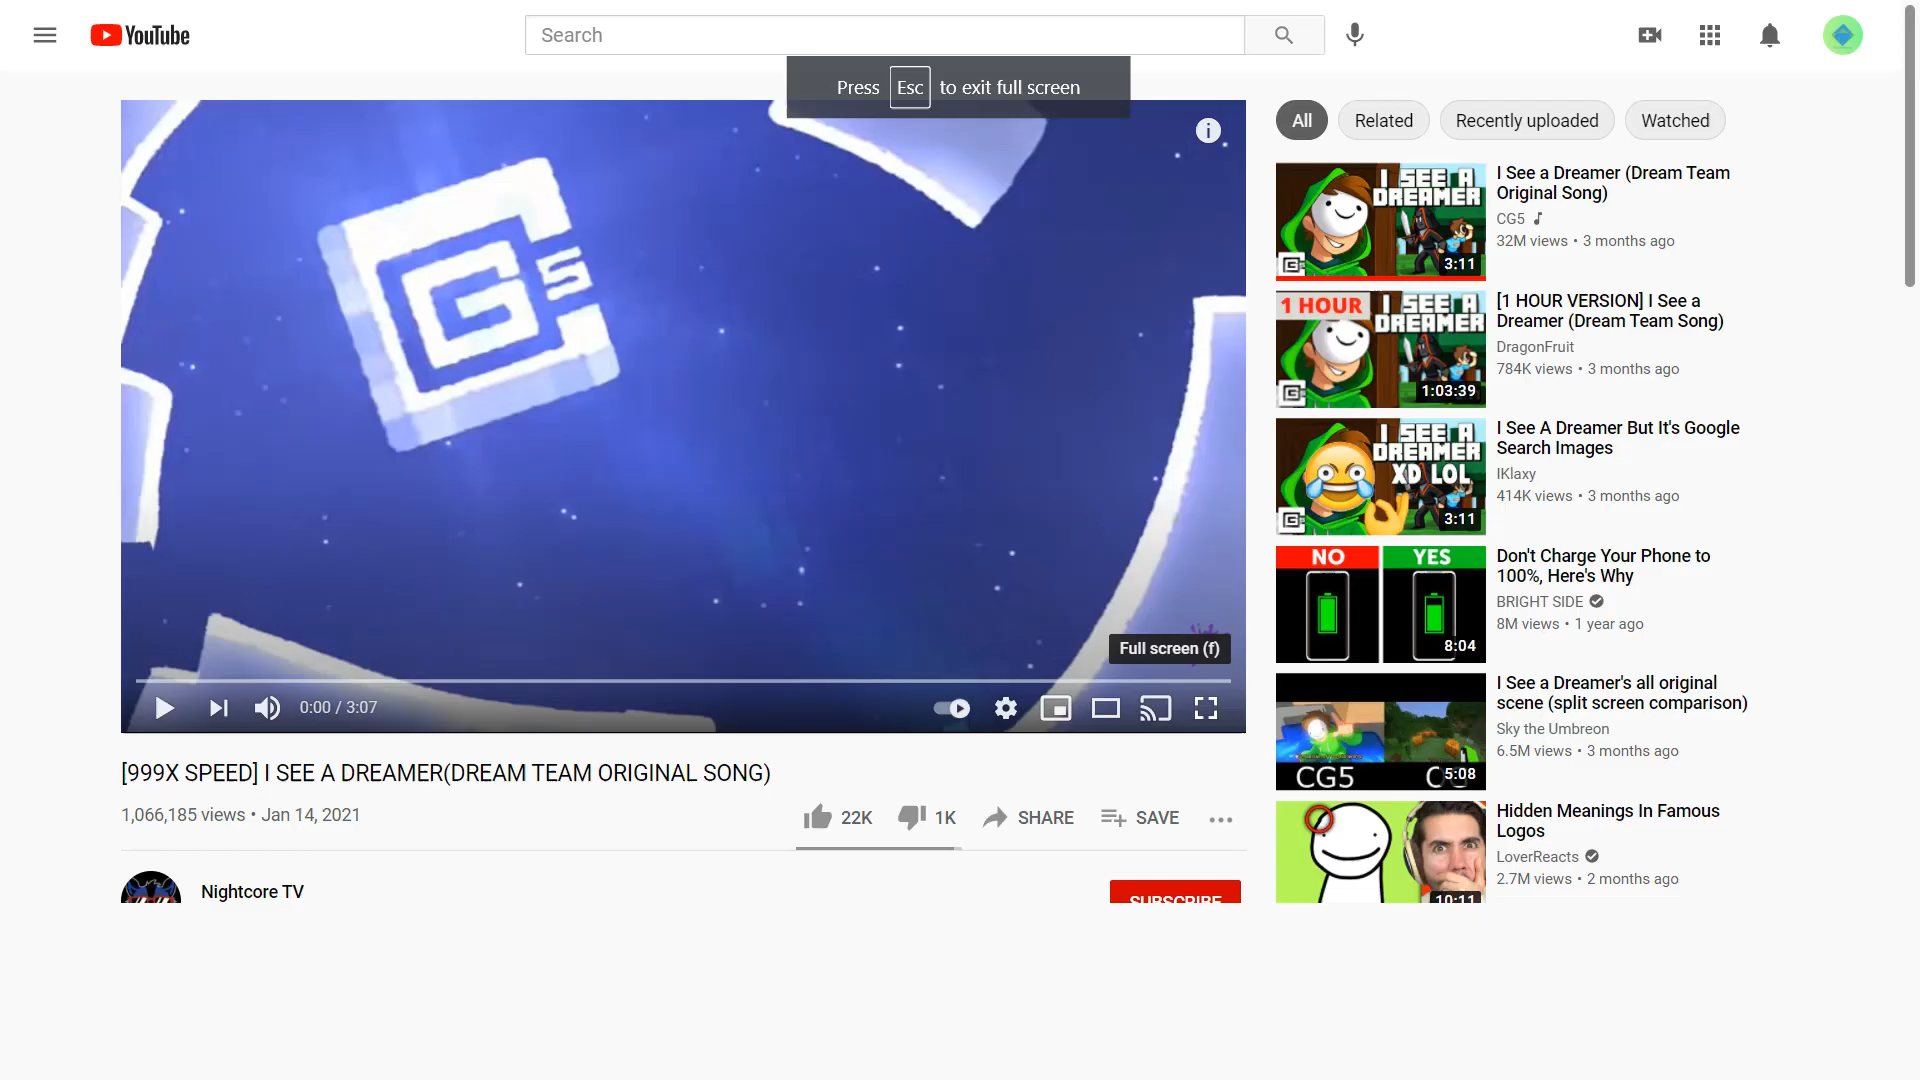 YouTube
Search
Press Esc to exit full screen
G5
Full screen (f)
0:00 / 3:07
[999X SPEED] I SEE A DREAMER(DREAM TEAM ORIGINAL SONG)
1,066,185 views • Jan 14, 2021
22K
1K
SHARE
SAVE
Nightcore TV
SUBSCRIBE
All
Related
Recently uploaded
Watched
I SEE A
DREAMER
3:11
I See a Dreamer (Dream Team
Original Song)
CG5
32M views • 3 months ago
1 HOUR
I SEE A
DREAMER
1:03:39
[1 HOUR VERSION] I See a
Dreamer (Dream Team Song)
DragonFruit
784K views • 3 months ago
I SEE A
DREAMER
XD LOL
3:11
I See A Dreamer But It's Google
Search Images
IKlaxy
414K views • 3 months ago
NO
YES
8:04
Don't Charge Your Phone to
100%, Here's Why
BRIGHT SIDE
8M views • 1 year ago
CG5
5:08
I See a Dreamer's all original
scene (split screen comparison)
Sky the Umbreon
6.5M views • 3 months ago
10:11
Hidden Meanings In Famous
Logos
LoverReacts
2.7M views • 2 months ago